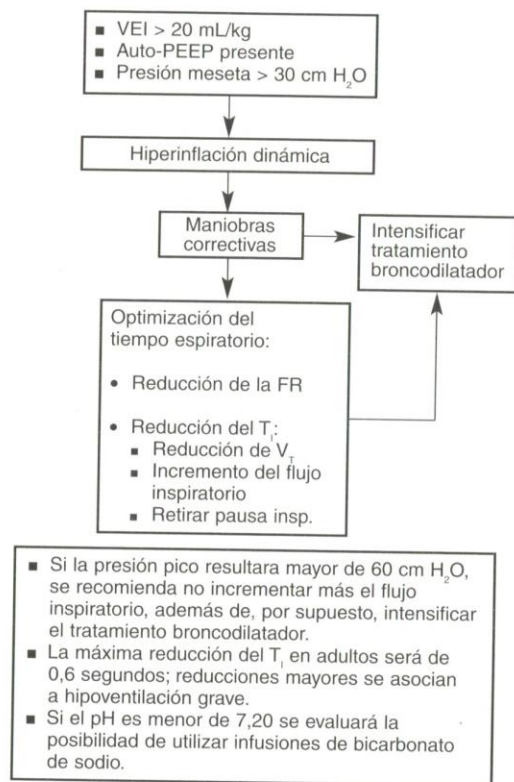 ▪ VEI > 20 mL/kg
▪ Auto-PEEP presente
▪ Presión meseta > 30 cm H₂O
Hiperinflación dinámica
Maniobras
correctivas
Intensificar
tratamiento
broncodilatador
Optimización del
tiempo espiratorio:
• Reducción de la FR
• Reducción del Tᵢ:
▪ Reducción de V_T
▪ Incremento del flujo
inspiratorio
▪ Retirar pausa insp.
▪ Si la presión pico resultara mayor de 60 cm H₂O,
se recomienda no incrementar más el flujo
inspiratorio, además de, por supuesto, intensificar
el tratamiento broncodilatador.
▪ La máxima reducción del Tᵢ en adultos será de
0,6 segundos; reducciones mayores se asocian
a hipoventilación grave.
▪ Si el pH es menor de 7,20 se evaluará la
posibilidad de utilizar infusiones de bicarbonato
de sodio.